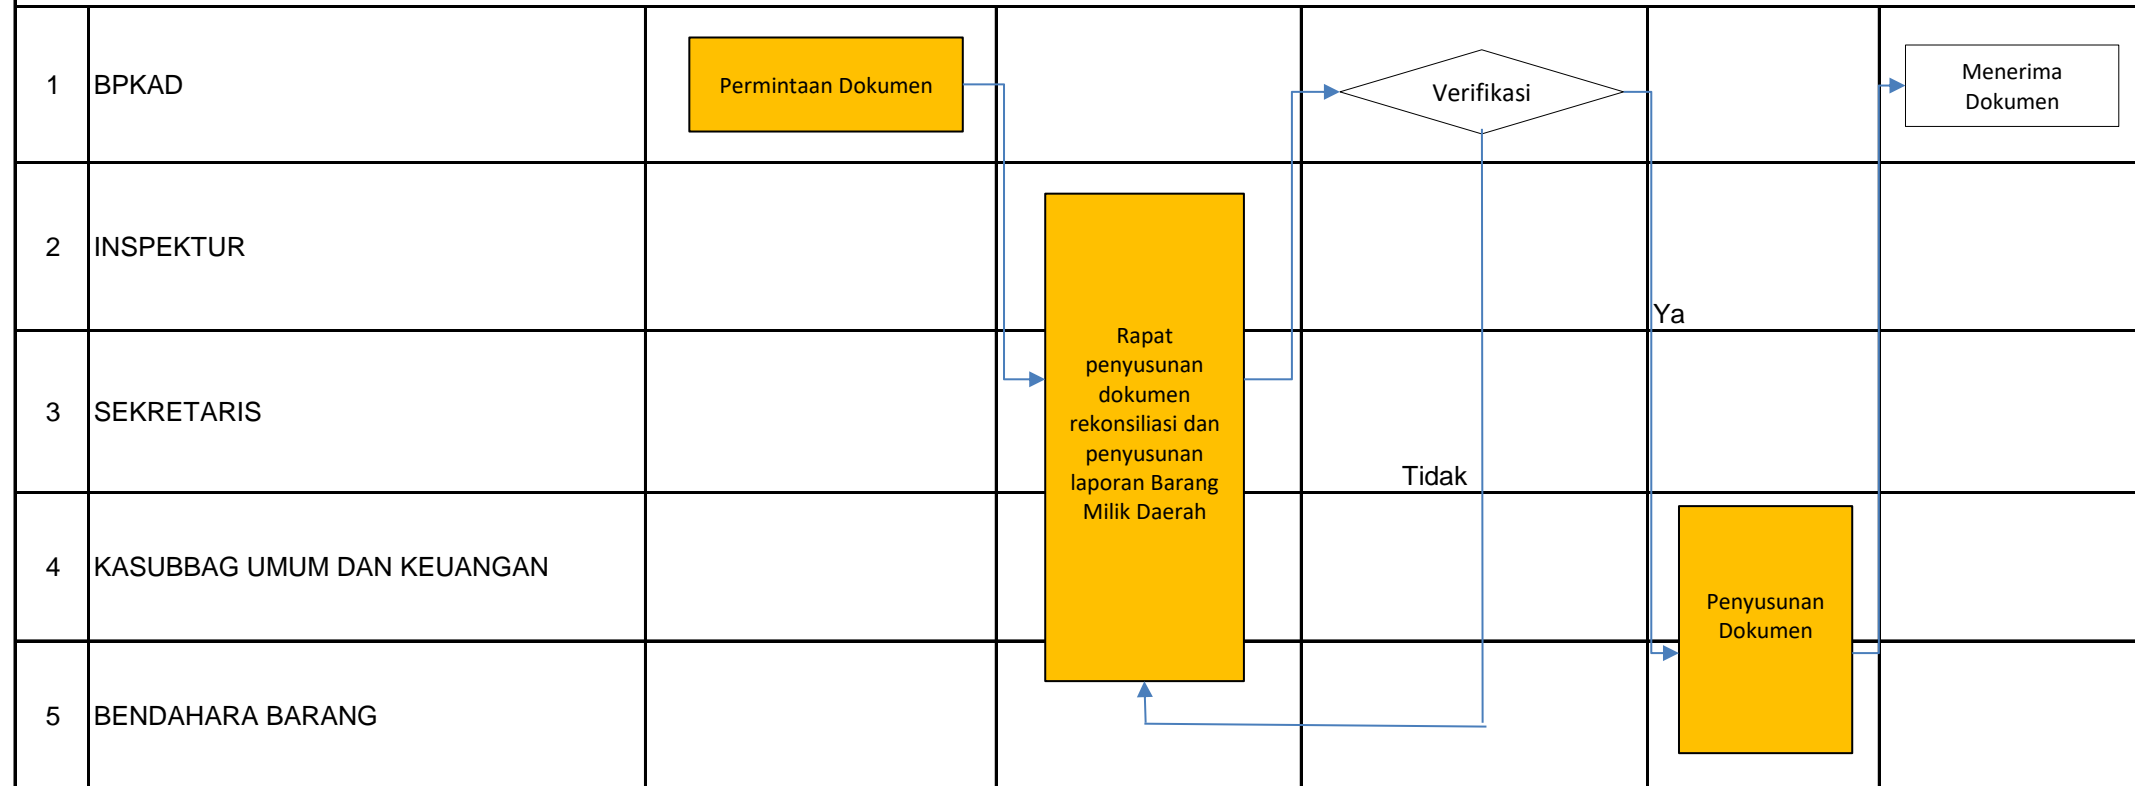 1
BPKAD
Permintaan Dokumen
Verifikasi
Menerima
Dokumen
2
INSPEKTUR
Ya
Rapat
penyusunan
dokumen
rekonsiliasi dan
penyusunan
laporan Barang
Milik Daerah
3
SEKRETARIS
Tidak
4
KASUBBAG UMUM DAN KEUANGAN
Penyusunan
Dokumen
5
BENDAHARA BARANG